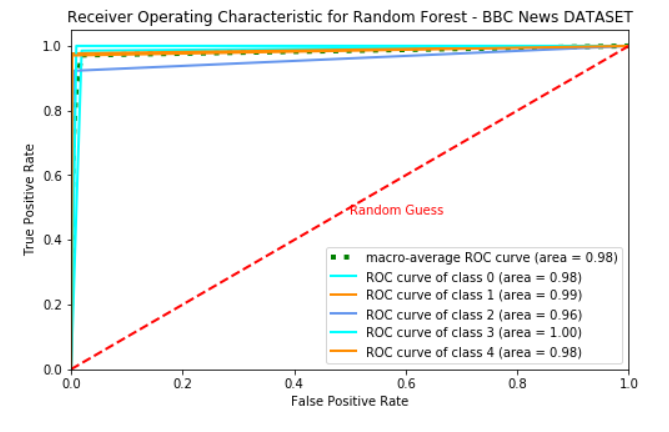 Receiver Operating Characteristic for Random Forest - BBC News DATASET
1.0
0.8
0.6
0.4
0.2
0.0
True Positive Rate
Random Guess
macro-average ROC curve (area = 0.98)
ROC curve of class 0 (area = 0.98)
ROC curve of class 1 (area = 0.99)
ROC curve of class 2 (area = 0.96)
ROC curve of class 3 (area = 1.00)
ROC curve of class 4 (area = 0.98)
0.0 0.2 0.4 0.6 0.8 1.0
False Positive Rate